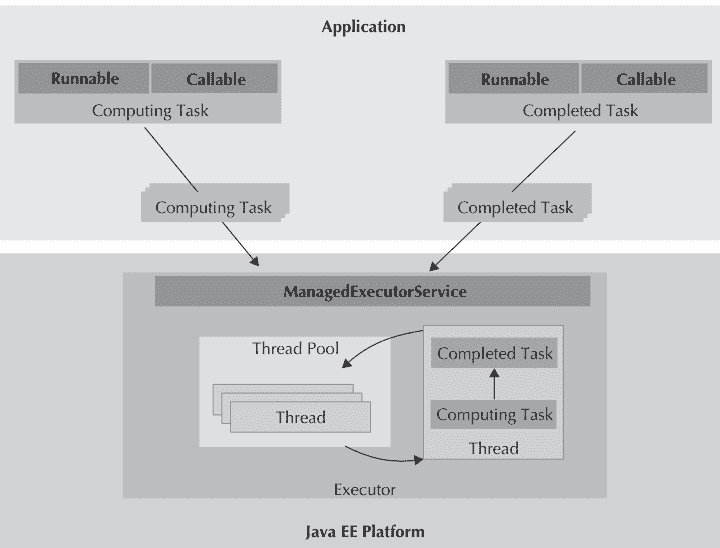 Application
Runnable Callable
Computing Task
Runnable Callable
Completed Task
Computing Task
Completed Task
ManagedExecutorService
Thread Pool
Thread
Completed Task
Computing Task
Thread
Executor
Java EE Platform